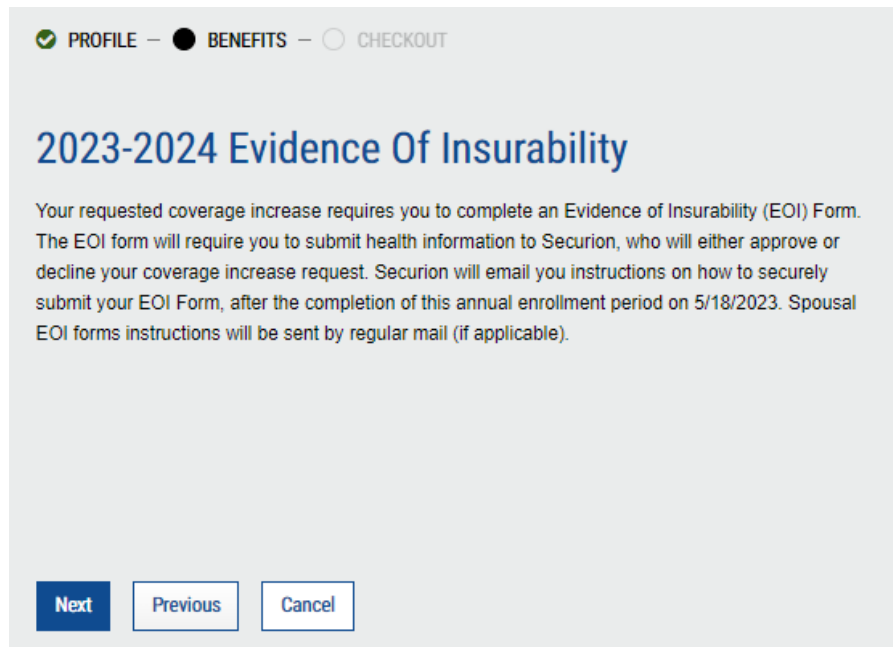 PROFILE – BENEFITS – CHECKOUT
2023-2024 Evidence Of Insurability
Your requested coverage increase requires you to complete an Evidence of Insurability (EOI) Form.
The EOI form will require you to submit health information to Securion, who will either approve or
decline your coverage increase request. Securion will email you instructions on how to securely
submit your EOI Form, after the completion of this annual enrollment period on 5/18/2023. Spousal
EOI forms instructions will be sent by regular mail (if applicable).
Next Previous Cancel